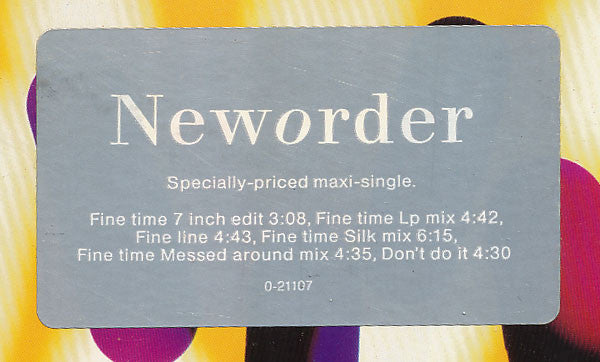 Neworder
Specially-priced maxi-single.
Fine time 7 inch edit 3:08, Fine time Lp mix 4:42,
Fine line 4:43, Fine time Silk mix 6:15,
Fine time Messed around mix 4:35, Don't do it 4:30
0-21107